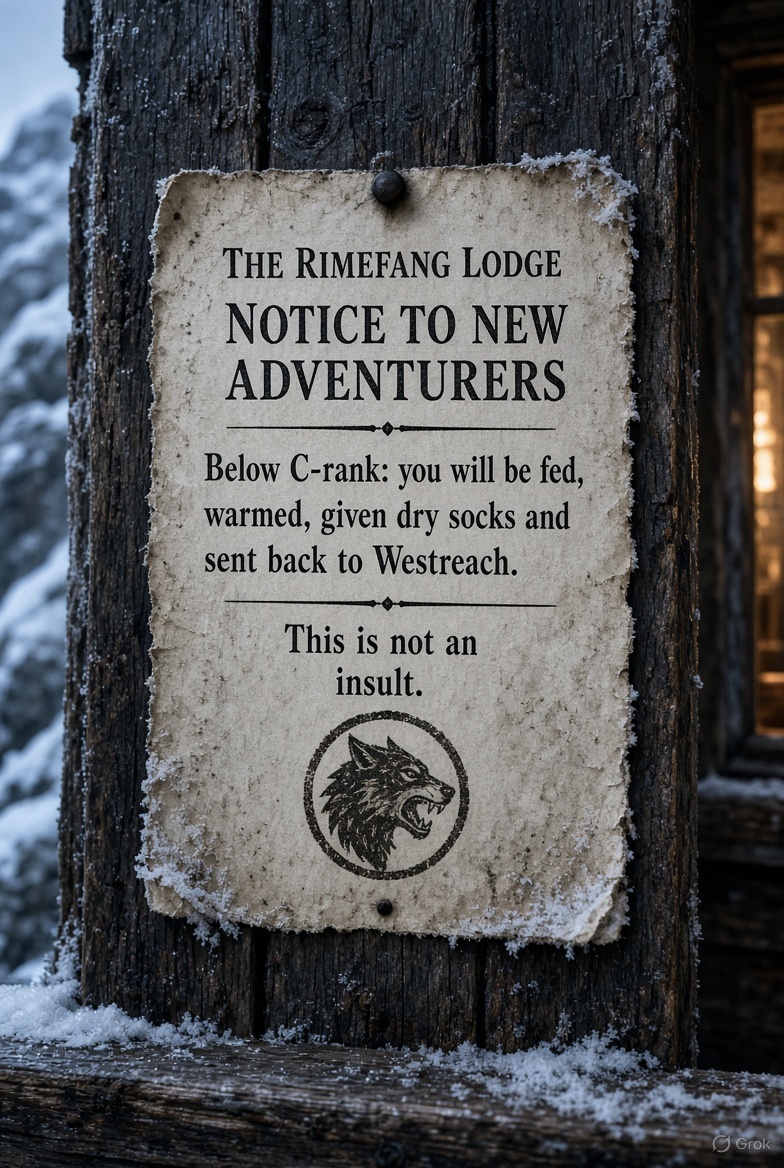 THE RIMEFANG LODGE
NOTICE TO NEW
ADVENTURERS
Below C-rank: you will be fed,
warmed, given dry socks and
sent back to Westreach.
This is not an
insult.
Grok